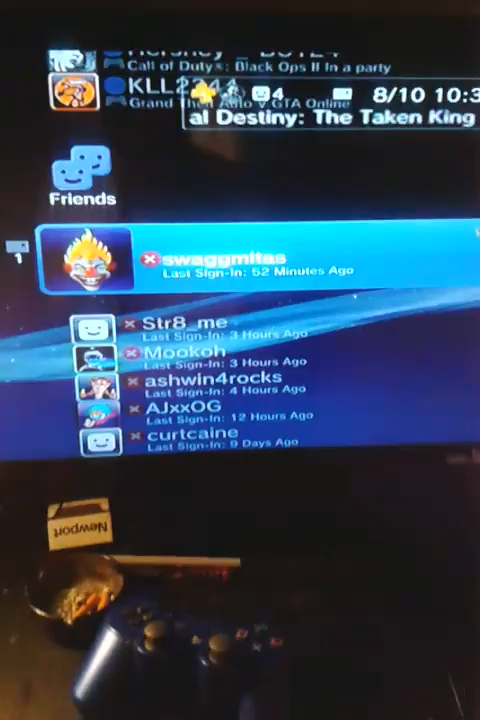 Call of Duty®: Black Ops II In a party
KLL2344
Grand Theft Auto V GTA Online
4 8/10 10:3
al Destiny: The Taken King
Friends
1
swaggmitas
Last Sign-In: 52 Minutes Ago
Str8_me
Last Sign-In: 3 Hours Ago
Mookoh
Last Sign-In: 3 Hours Ago
ashwin4rocks
Last Sign-In: 4 Hours Ago
AJxxOG
Last Sign-In: 12 Hours Ago
curtcaine
Last Sign-In: 9 Days Ago
Newport